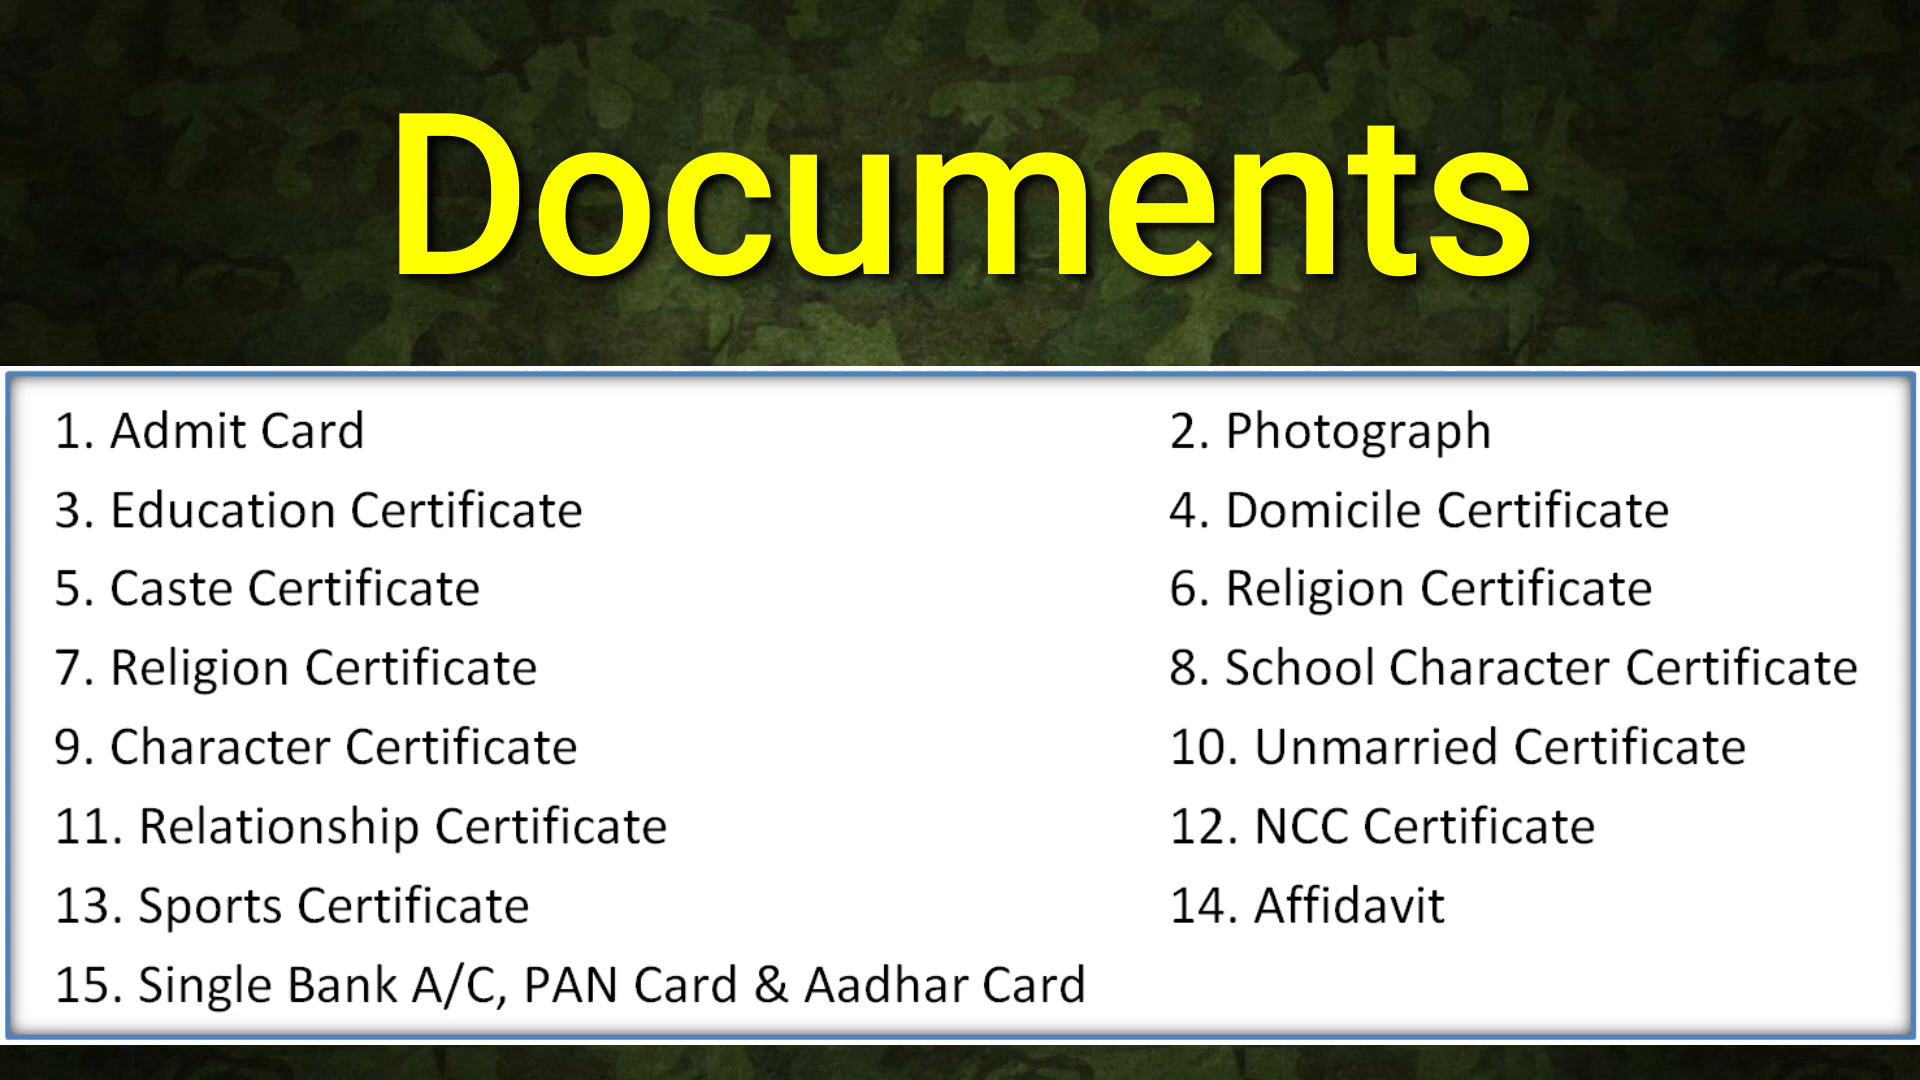 Documents
1. Admit Card
2. Photograph
3. Education Certificate
4. Domicile Certificate
5. Caste Certificate
6. Religion Certificate
7. Religion Certificate
8. School Character Certificate
9. Character Certificate
10. Unmarried Certificate
11. Relationship Certificate
12. NCC Certificate
13. Sports Certificate
14. Affidavit
15. Single Bank A/C, PAN Card & Aadhar Card